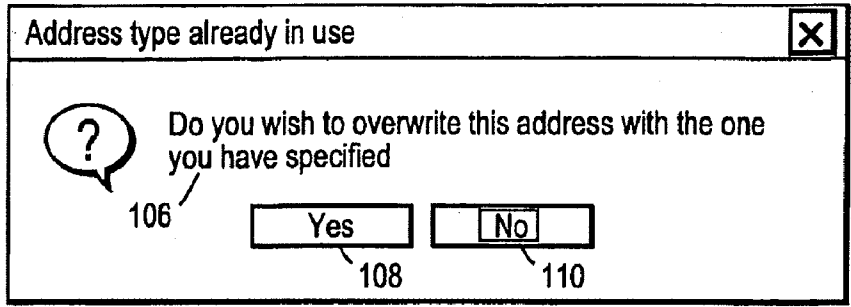 Address type already in use
?
Do you wish to overwrite this address with the one
you have specified
106
Yes
No
108
110